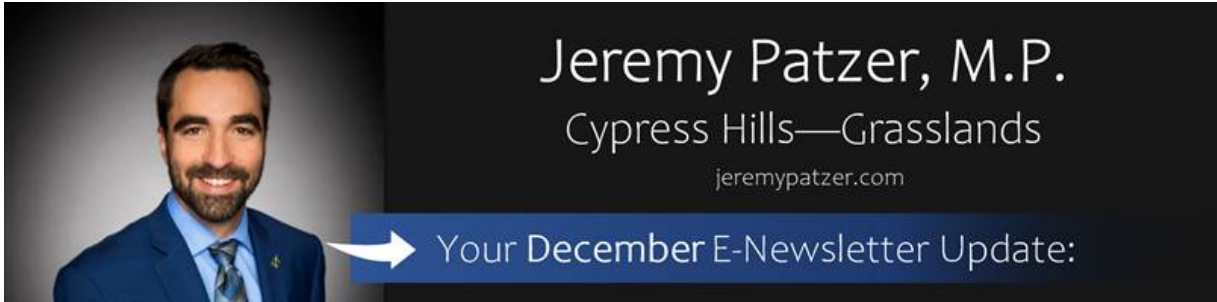 Jeremy Patzer, M.P.
Cypress Hills—Grasslands
jeremypatzer.com
Your December E-Newsletter Update: